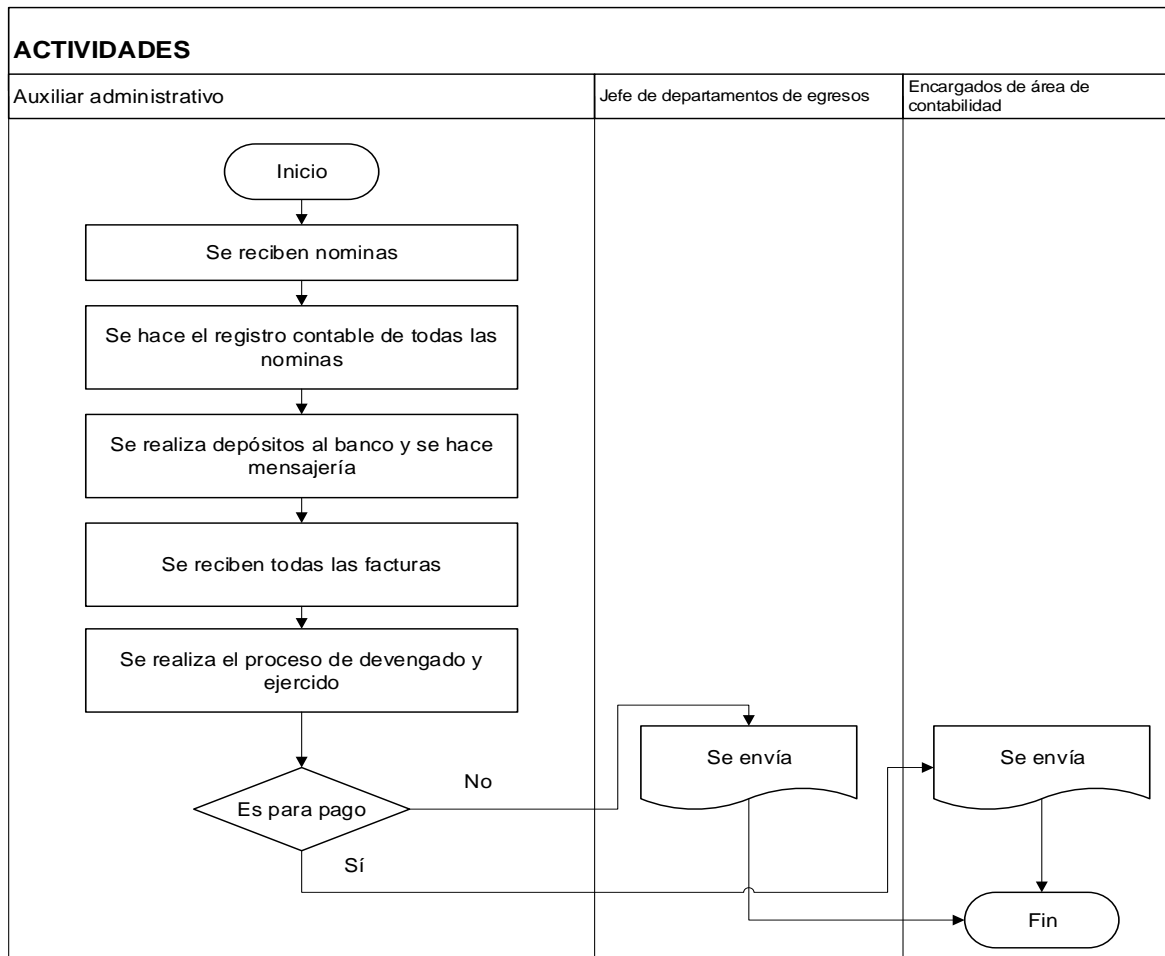 ACTIVIDADES
Auxiliar administrativo
Jefe de departamentos de egresos
Encargados de área de
contabilidad
Inicio
Se reciben nominas
Se hace el registro contable de todas las
nominas
Se realiza depósitos al banco y se hace
mensajería
Se reciben todas las facturas
Se realiza el proceso de devengado y
ejercido
Es para pago
No
Sí
Se envía
Se envía
Fin